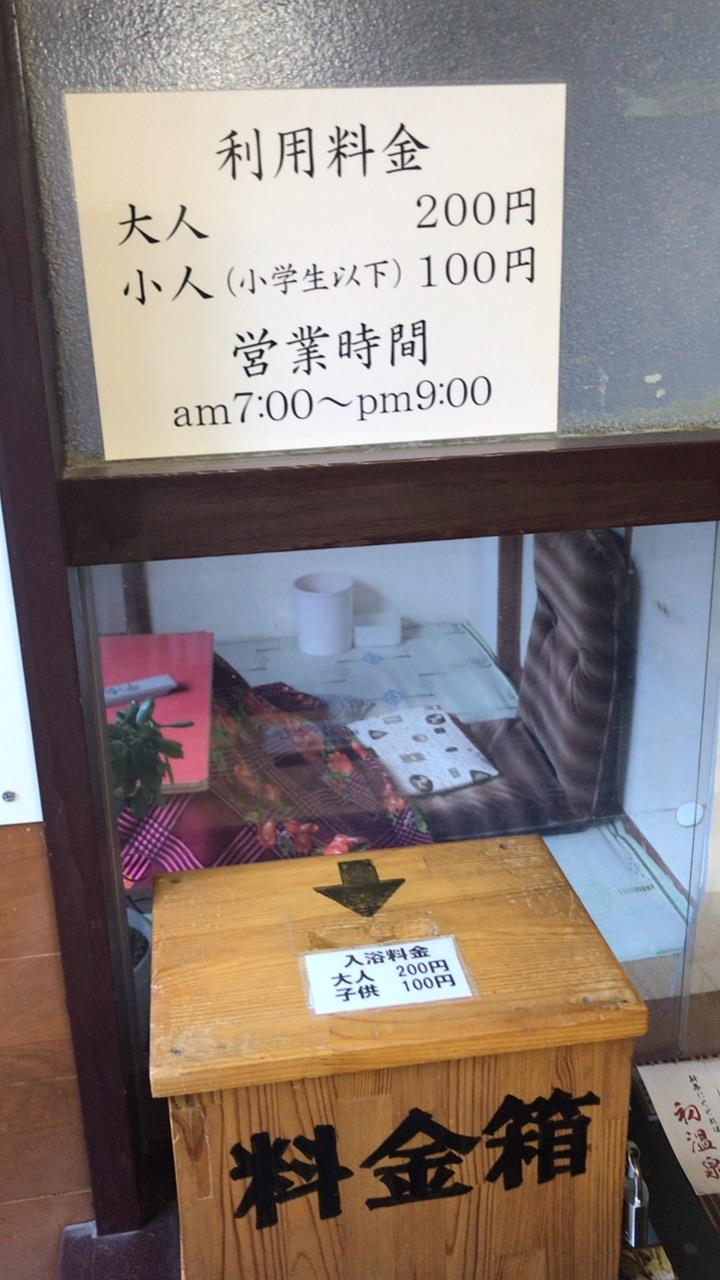 利用料金
大人 200円
小人(小学生以下) 100円
営業時間
am7:00～pm9:00
入浴料金
大人 200円
子供 100円
料金箱
初温泉